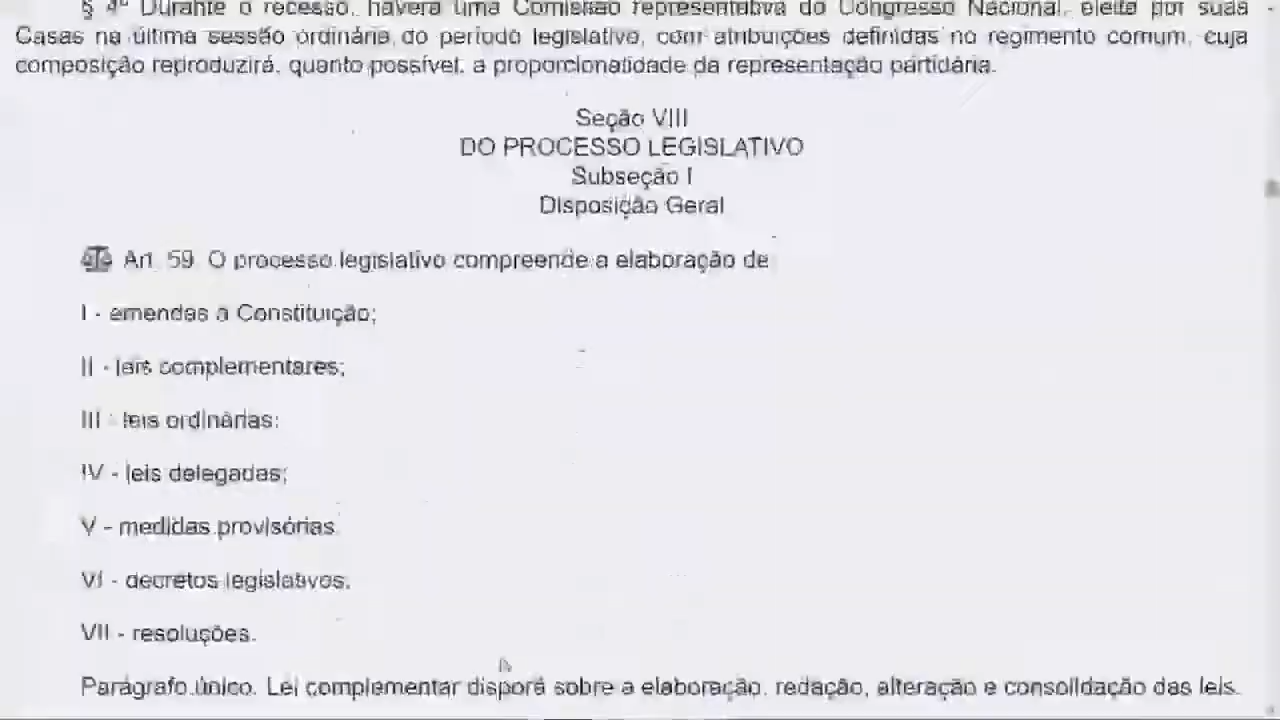 § 4º Durante o recesso, haverá uma Comissão representativa do Congresso Nacional, eleita por suas
Casas na última sessão ordinária do período legislativo, com atribuições definidas no regimento comum, cuja
composição reproduzirá, quanto possível, a proporcionalidade da representação partidária.
Seção VIII
DO PROCESSO LEGISLATIVO
Subseção I
Disposição Geral
Art. 59. O processo legislativo compreende a elaboração de
I - emendas à Constituição;
II - leis complementares;
III - leis ordinárias;
IV - leis delegadas;
V - medidas provisórias.
VI - decretos legislativos.
VII - resoluções.
Parágrafo único. Lei complementar disporá sobre a elaboração, redação, alteração e consolidação das leis.